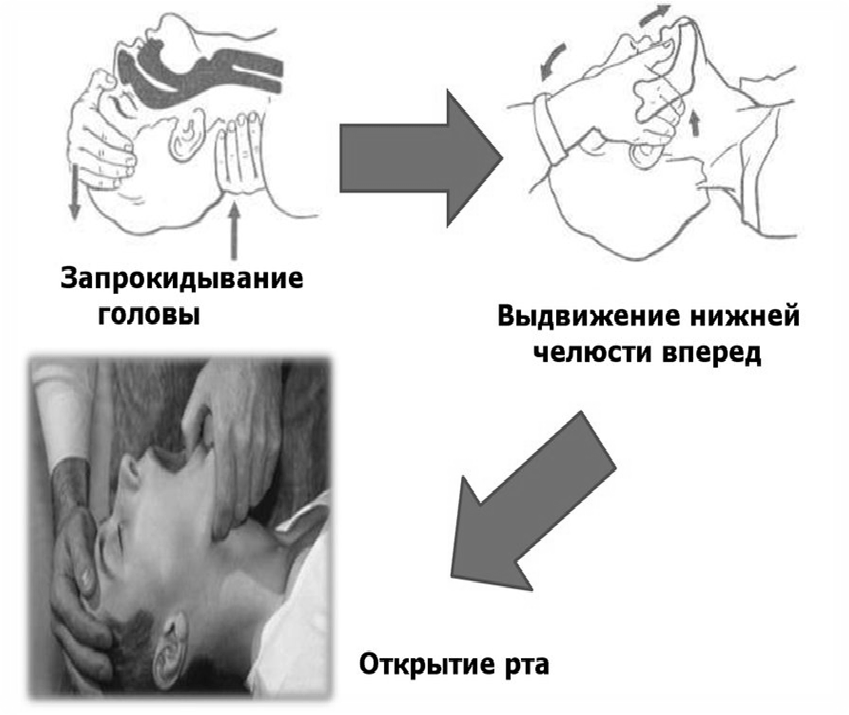 Запрокидывание
головы
Выдвижение нижней
челюсти вперед
Открытие рта